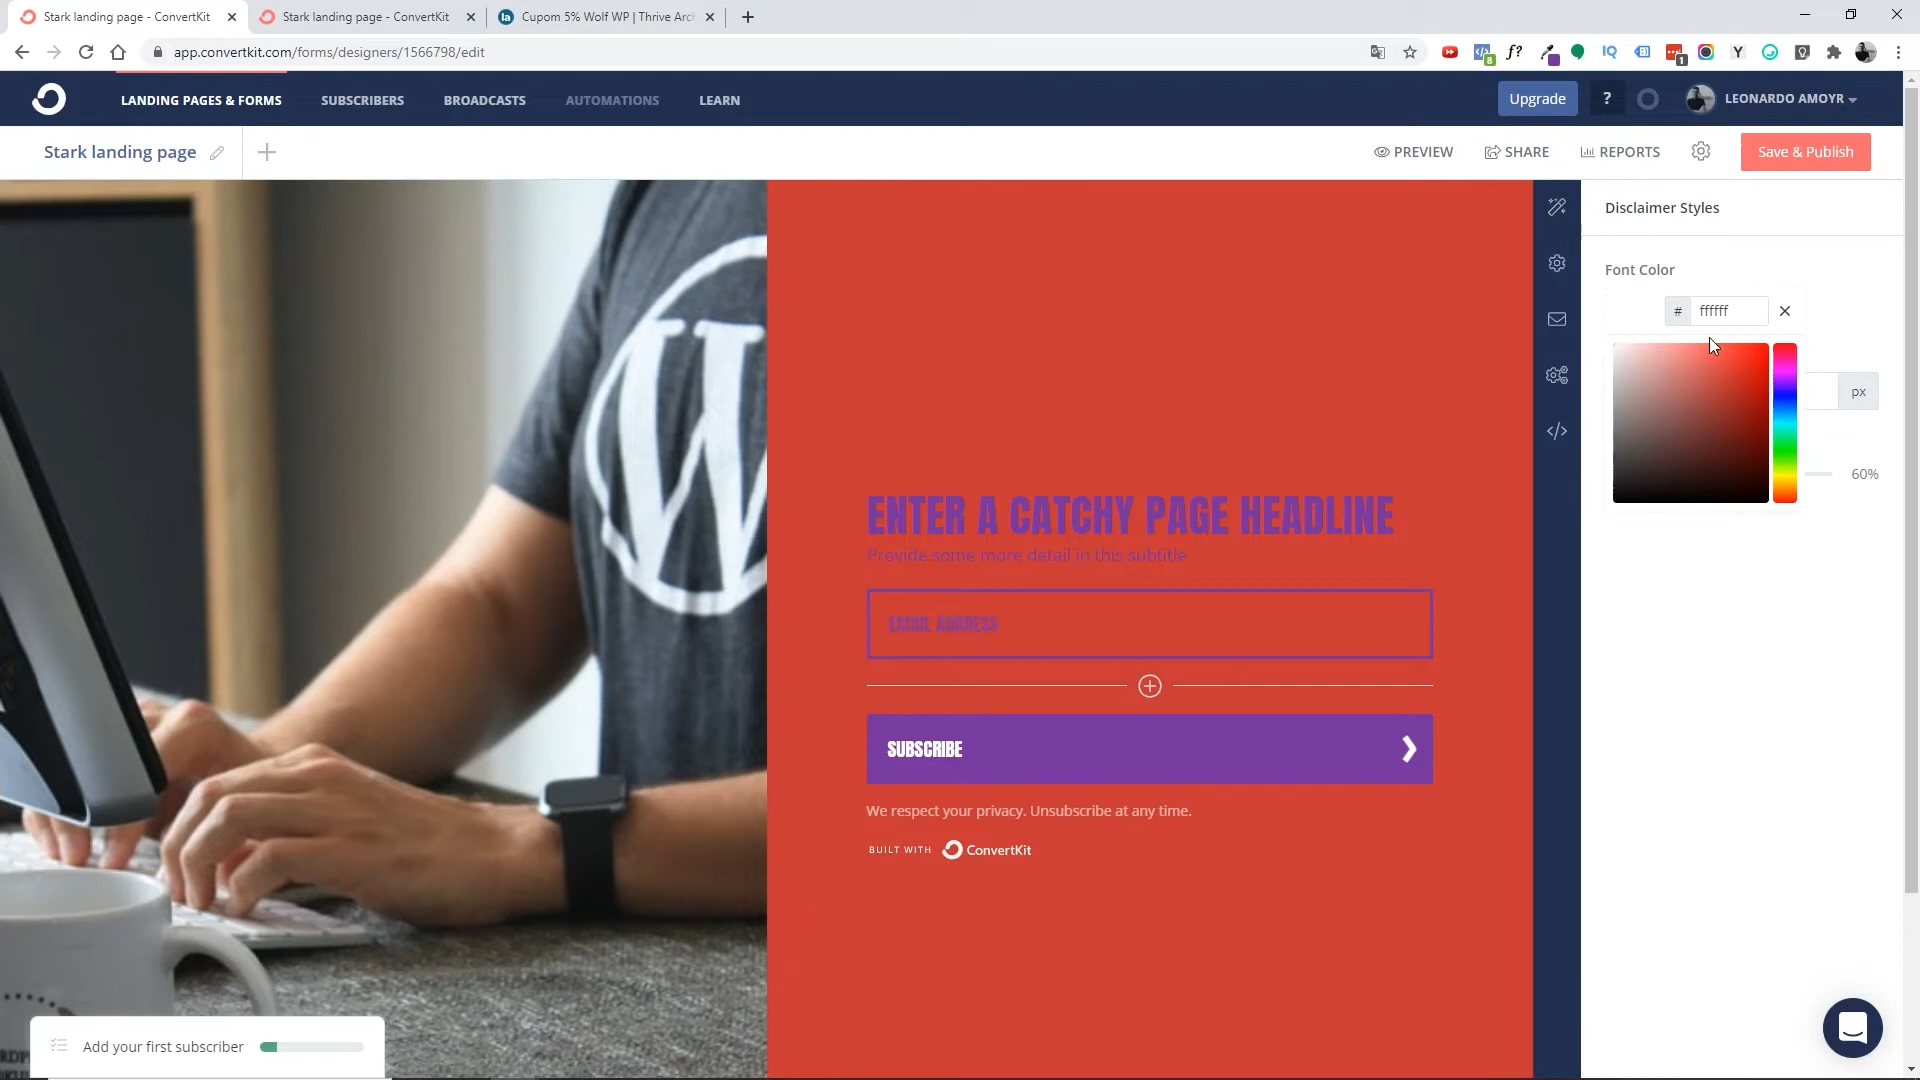 Stark landing page - ConvertKit
Stark landing page - ConvertKit
Cupom 5% Wolf WP | Thrive Arc
app.convertkit.com/forms/designers/1566798/edit
LANDING PAGES & FORMS
SUBSCRIBERS
BROADCASTS
AUTOMATIONS
LEARN
Upgrade
?
LEONARDO AMOYR
Stark landing page
PREVIEW
SHARE
REPORTS
Save & Publish
Disclaimer Styles
Font Color
# ffffff
px
60%
ENTER A CATCHY PAGE HEADLINE
Provide some more detail in this subtitle
EMAIL ADDRESS
SUBSCRIBE
We respect your privacy. Unsubscribe at any time.
BUILT WITH ConvertKit
Add your first subscriber